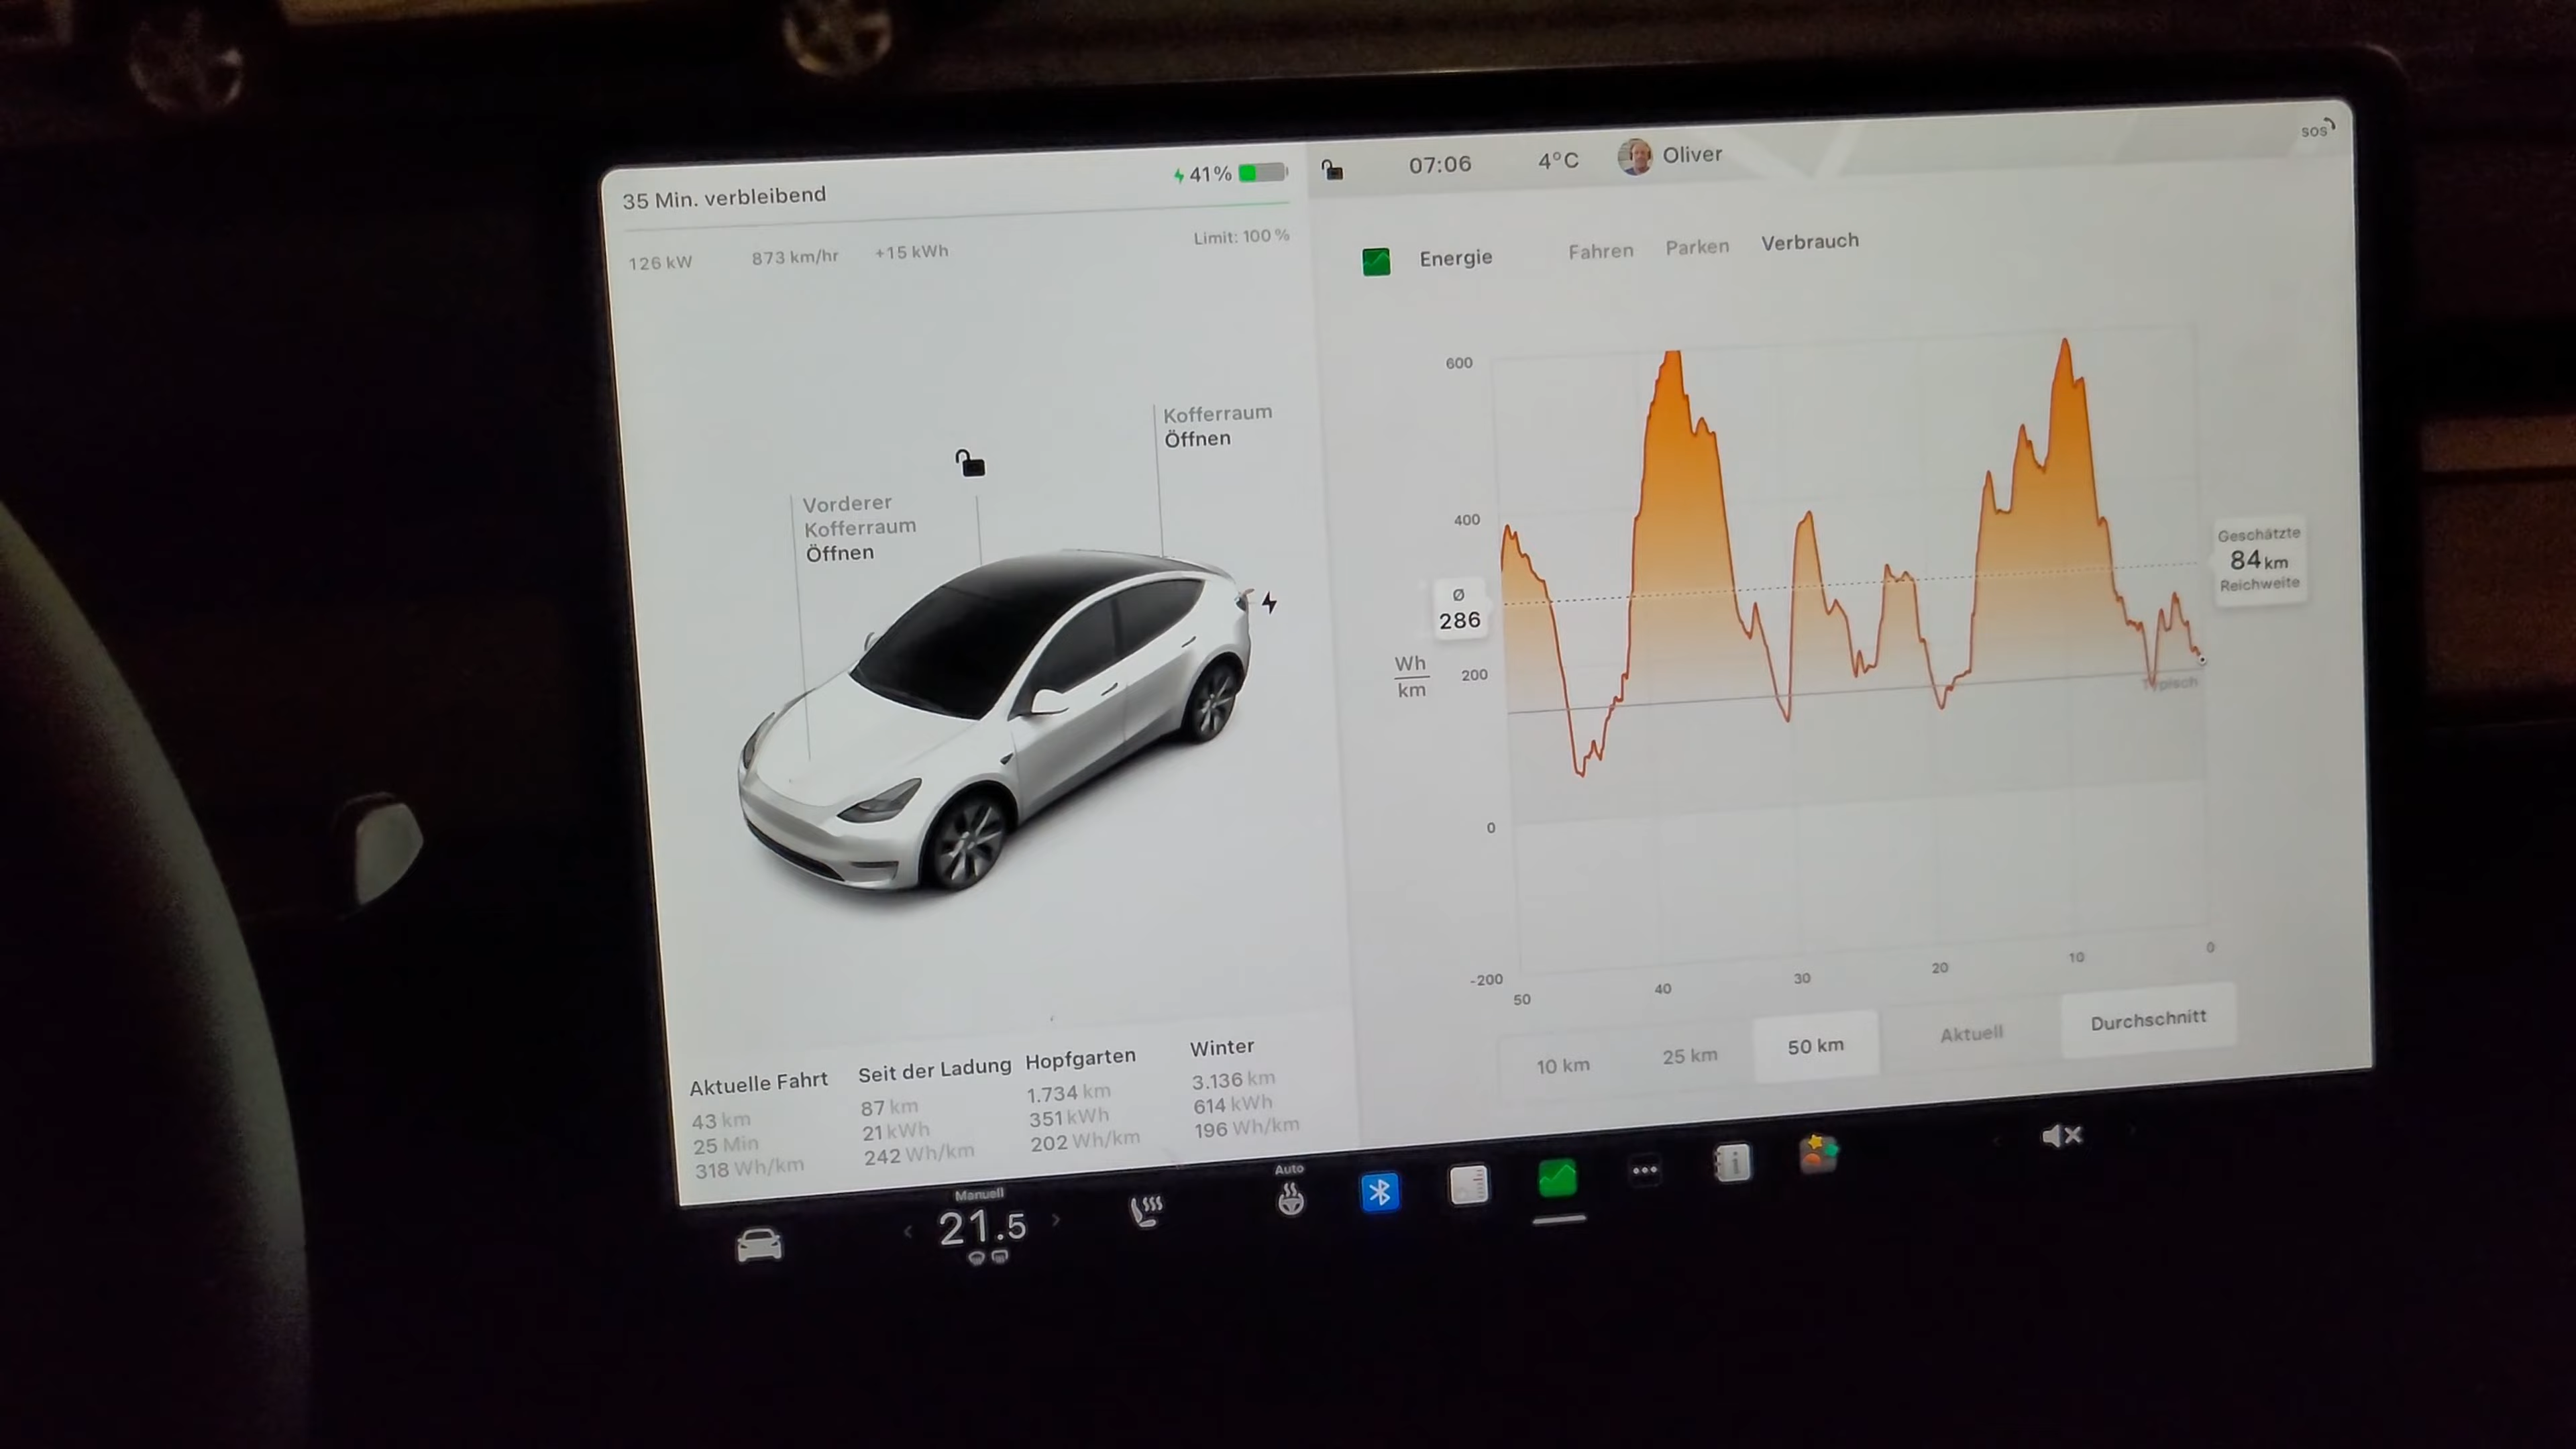 35 Min. verbleibend
41%
126 kW 873 km/hr +15 kWh
Limit: 100 %
Kofferraum
Öffnen
Vorderer
Kofferraum
Öffnen
Aktuelle Fahrt
43 km
25 Min
318 Wh/km
Seit der Ladung
87 km
21 kWh
242 Wh/km
Hopfgarten
1.734 km
351 kWh
202 Wh/km
Winter
3.136 km
614 kWh
196 Wh/km
07:06 4°C Oliver
SOS
Energie Fahren Parken Verbrauch
600
400
Ø
286
Wh
km
200
0
-200
Geschätzte
84 km
Reichweite
Typisch
50 40 30 20 10 0
10 km 25 km 50 km Aktuell Durchschnitt
Manuell
21.5
Auto